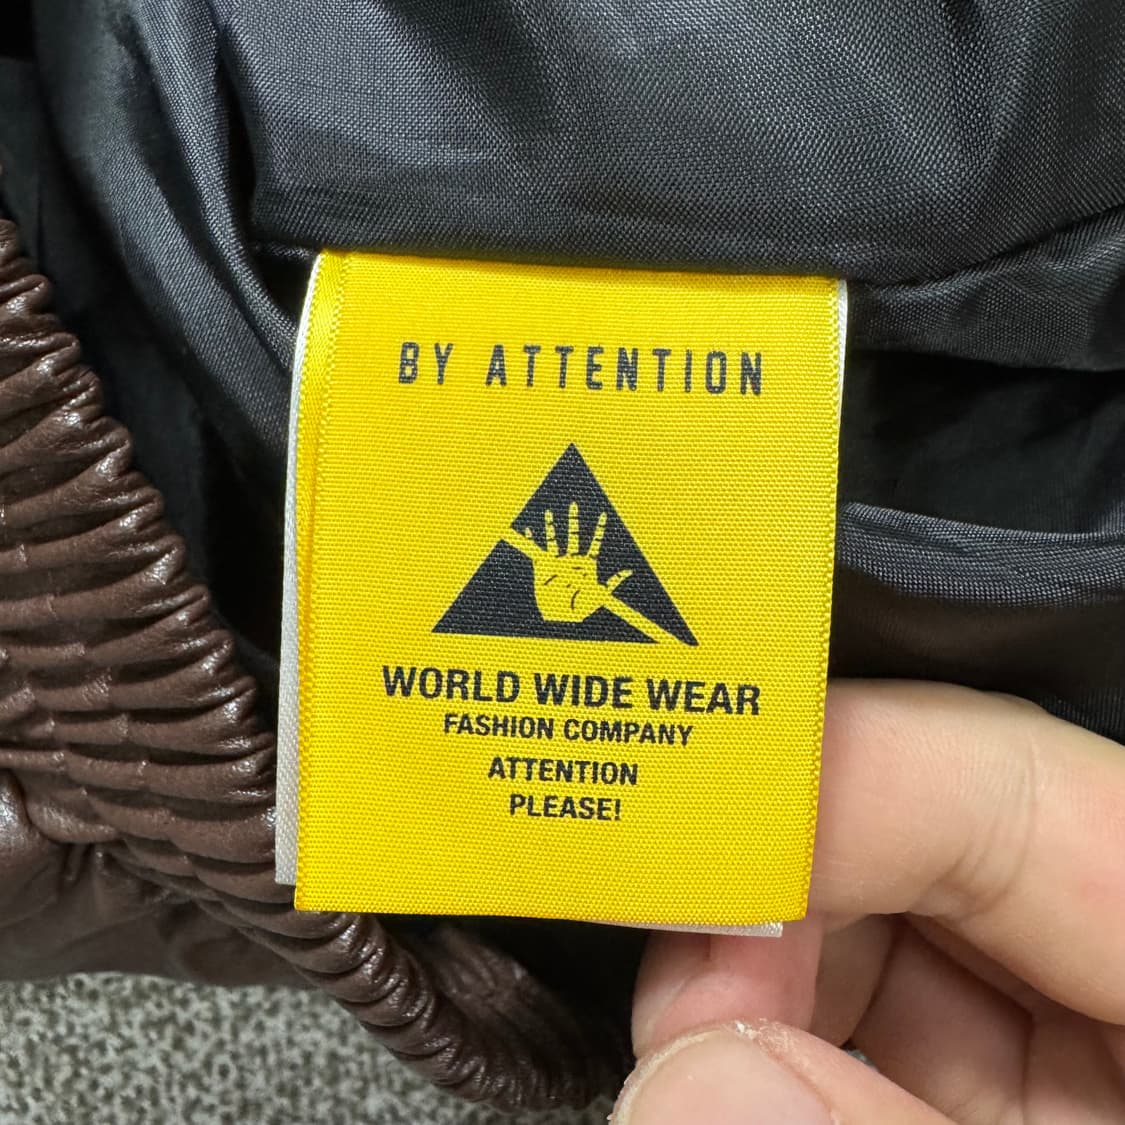 BY ATTENTION
WORLD WIDE WEAR
FASHION COMPANY
ATTENTION
PLEASE!